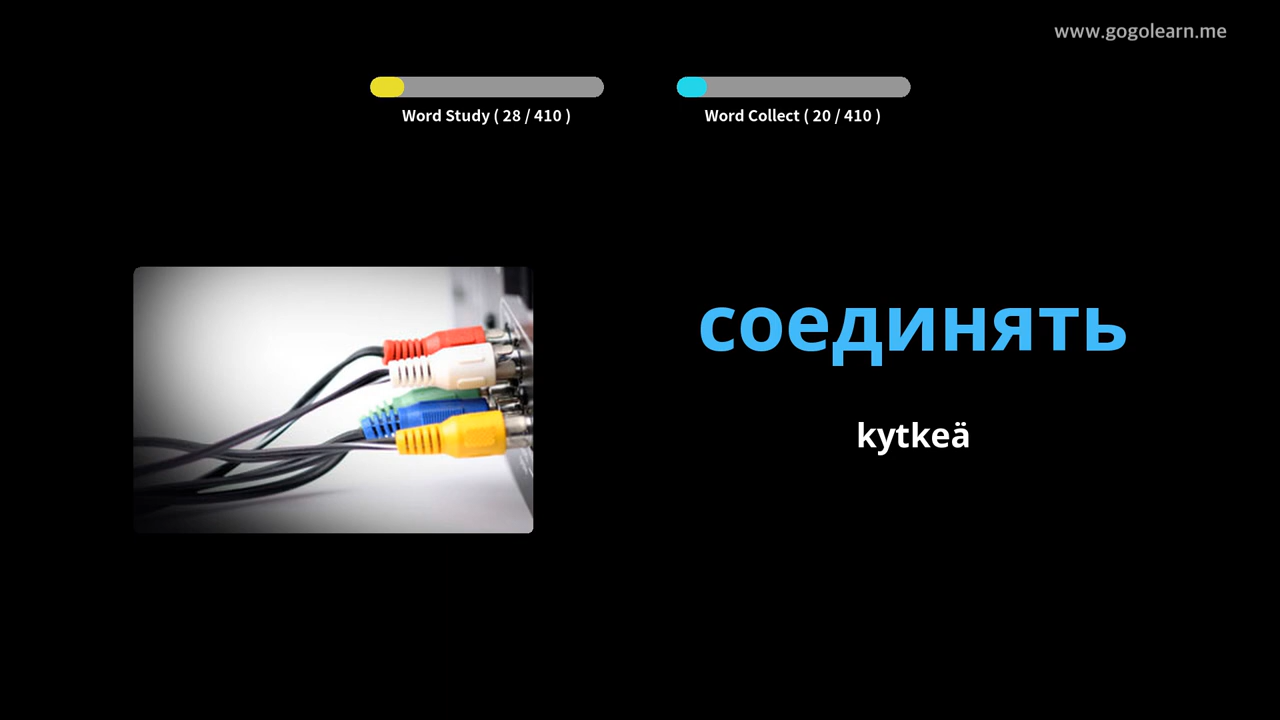 www.gogolearn.me
Word Study ( 28 / 410 )
Word Collect ( 20 / 410 )
соединять
kytkeä